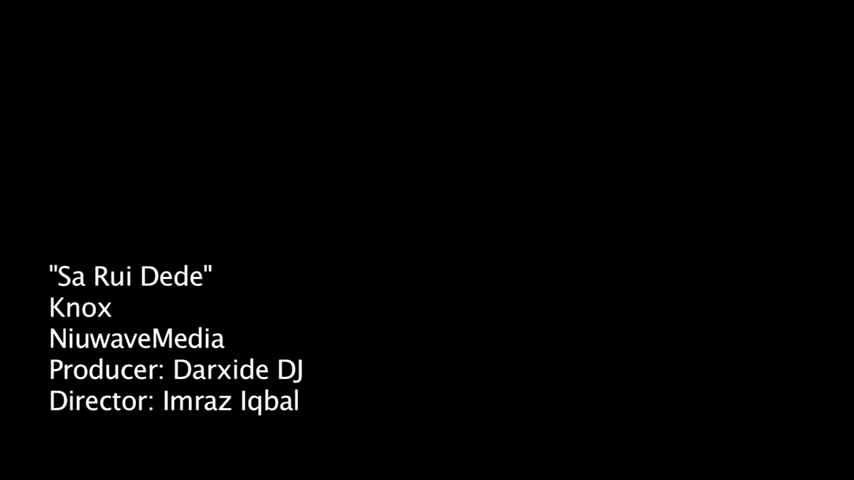 "Sa Rui Dede"
Knox
NiuwaveMedia
Producer: Darxide DJ
Director: Imraz Iqbal